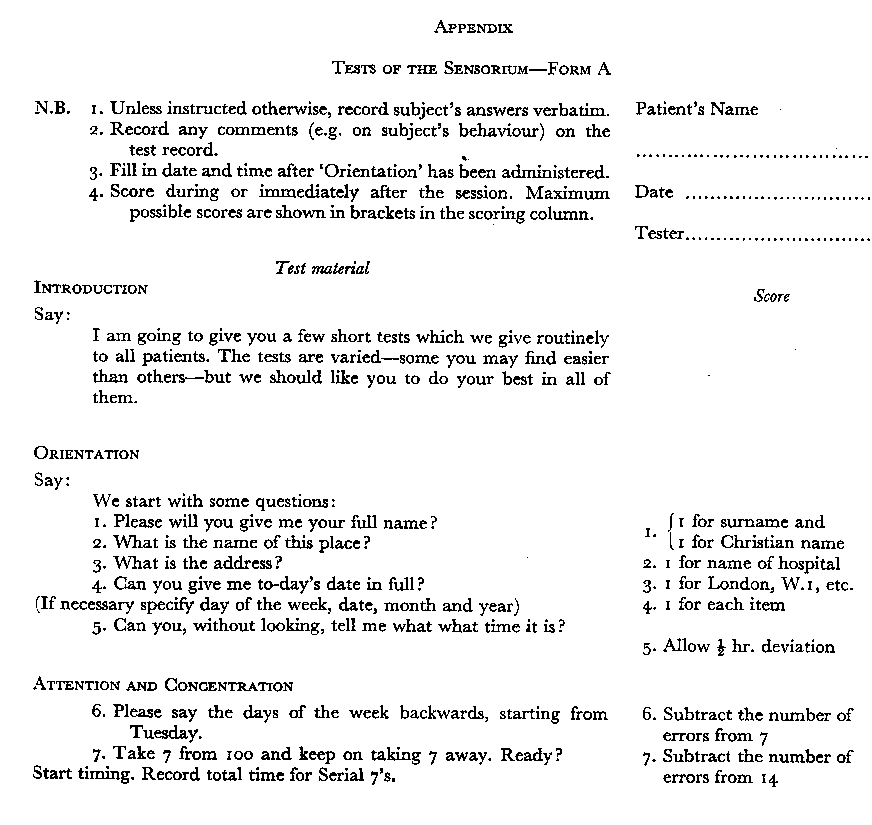 APPENDIX
TESTS OF THE SENSORIUM—FORM A
N.B. 1. Unless instructed otherwise, record subject's answers verbatim.
2. Record any comments (e.g. on subject's behaviour) on the
test record.
3. Fill in date and time after 'Orientation' has been administered.
4. Score during or immediately after the session. Maximum
possible scores are shown in brackets in the scoring column.
Patient's Name
..................................
Date ............................
Tester............................
Test material
Score
INTRODUCTION
Say:
I am going to give you a few short tests which we give routinely
to all patients. The tests are varied—some you may find easier
than others—but we should like you to do your best in all of
them.
ORIENTATION
Say:
We start with some questions:
1. Please will you give me your full name?
2. What is the name of this place?
3. What is the address?
4. Can you give me to-day's date in full?
(If necessary specify day of the week, date, month and year)
5. Can you, without looking, tell me what what time it is?
1. { 1 for surname and
1 for Christian name
2. 1 for name of hospital
3. 1 for London, W.1, etc.
4. 1 for each item
5. Allow ½ hr. deviation
ATTENTION AND CONCENTRATION
6. Please say the days of the week backwards, starting from
Tuesday.
7. Take 7 from 100 and keep on taking 7 away. Ready?
Start timing. Record total time for Serial 7's.
6. Subtract the number of
errors from 7
7. Subtract the number of
errors from 14